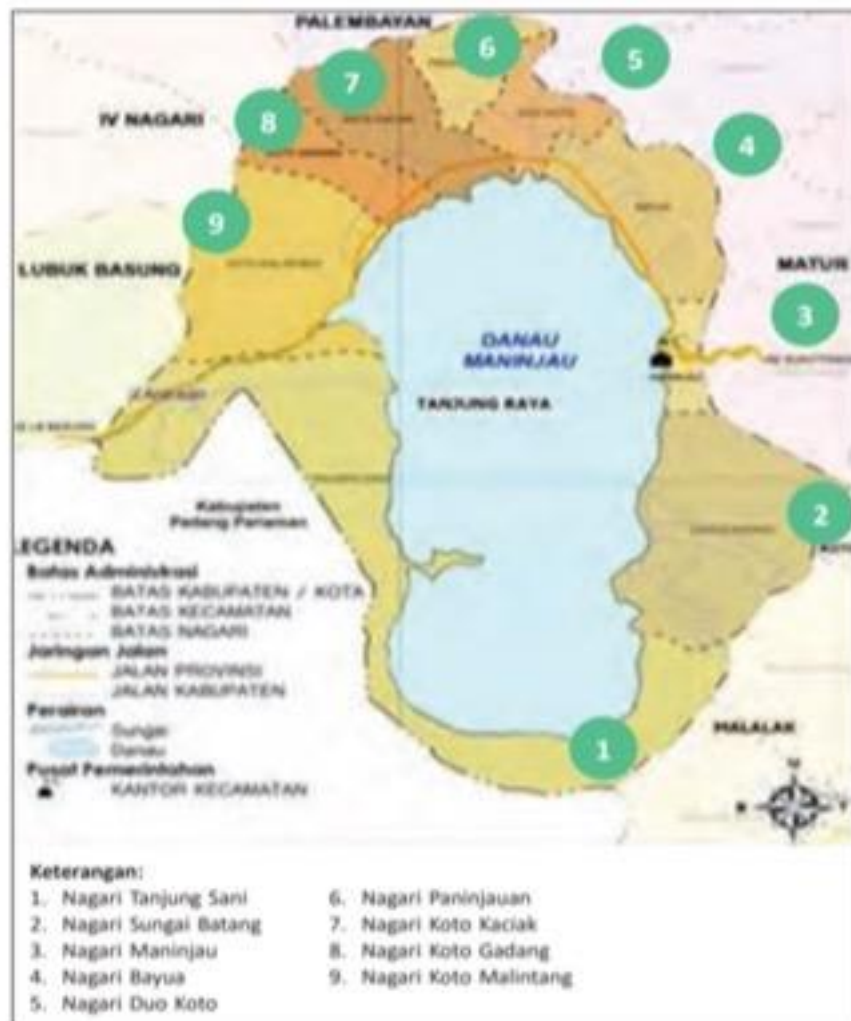 PALEMBAYAN
6
5
7
IV NAGARI
8
4
9
LUBUK BASUNG
MATUR
3
DANAU
MANINJAU
TANJUNG RAYA
2
Kabupaten
Padang Pariaman
LEGENDA
Batas Administrasi
BATAS KABUPATEN / KOTA
BATAS KECAMATAN
BATAS NAGARI
Jaringan Jalan
JALAN PROVINSI
JALAN KABUPATEN
Perairan
Sungai
Danau
Pusat Pemerintahan
KANTOR KECAMATAN
1
MALALAK
U
B T
Keterangan:
1. Nagari Tanjung Sani
2. Nagari Sungai Batang
3. Nagari Maninjau
4. Nagari Bayua
5. Nagari Duo Koto
6. Nagari Paninjauan
7. Nagari Koto Kaciak
8. Nagari Koto Gadang
9. Nagari Koto Malintang